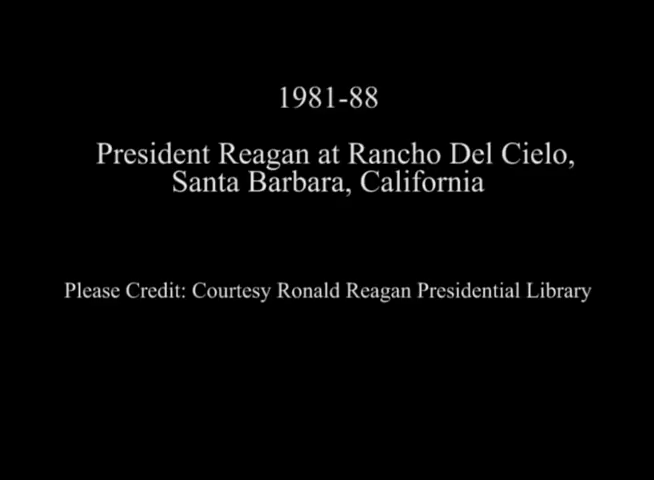 1981-88
President Reagan at Rancho Del Cielo,
Santa Barbara, California
Please Credit: Courtesy Ronald Reagan Presidential Library